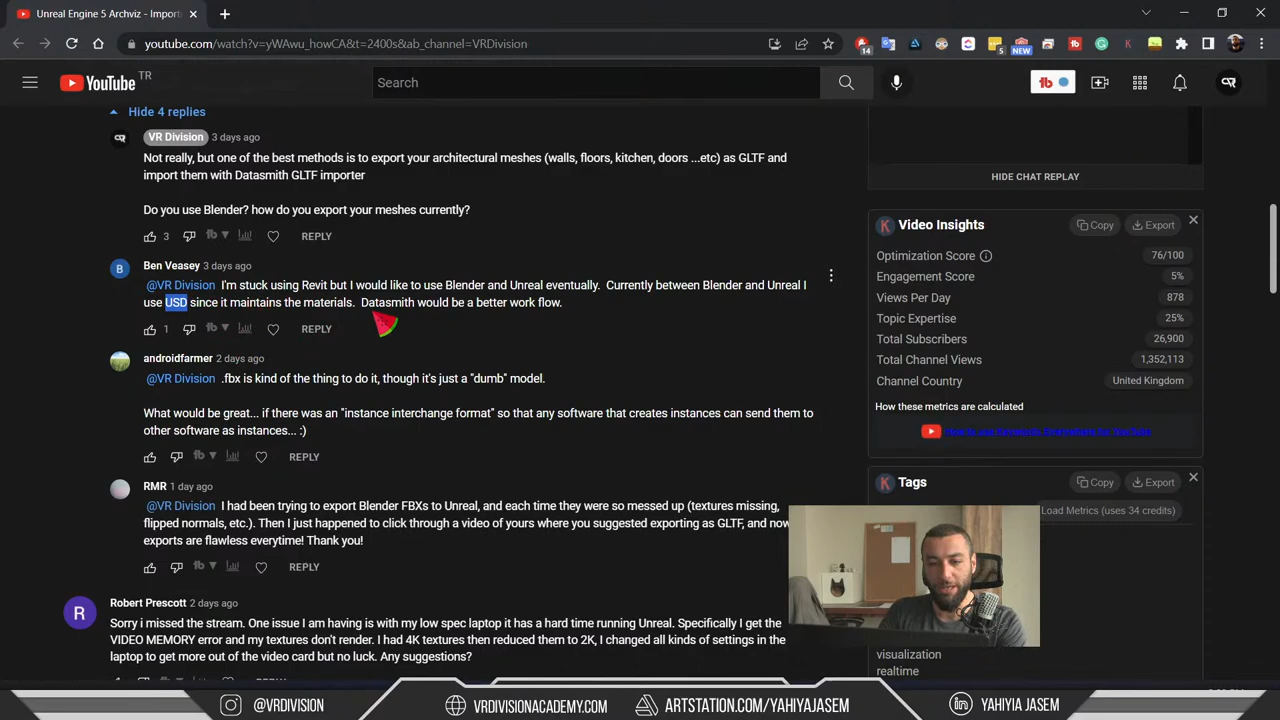 Unreal Engine 5 Archviz - Importi
youtube.com/watch?v=yWAwu_howCA&t=2400s&ab_channel=VRDivision
14
5
NEW
YouTube TR
Search
Hide 4 replies
VR Division 3 days ago
Not really, but one of the best methods is to export your architectural meshes (walls, floors, kitchen, doors ...etc) as GLTF and
import them with Datasmith GLTF importer
Do you use Blender? how do you export your meshes currently?
3 REPLY
B
Ben Veasey 3 days ago
@VR Division I'm stuck using Revit but I would like to use Blender and Unreal eventually. Currently between Blender and Unreal I
use USD since it maintains the materials. Datasmith would be a better work flow.
1 REPLY
androidfarmer 2 days ago
@VR Division .fbx is kind of the thing to do it, though it's just a "dumb" model.
What would be great... if there was an "instance interchange format" so that any software that creates instances can send them to
other software as instances... :)
REPLY
RMR 1 day ago
@VR Division I had been trying to export Blender FBXs to Unreal, and each time they were so messed up (textures missing,
flipped normals, etc.). Then I just happened to click through a video of yours where you suggested exporting as GLTF, and now
exports are flawless everytime! Thank you!
REPLY
R
Robert Prescott 2 days ago
Sorry i missed the stream. One issue I am having is with my low spec laptop it has a hard time running Unreal. Specifically I get the
VIDEO MEMORY error and my textures don't render. I had 4K textures then reduced them to 2K, I changed all kinds of settings in the
laptop to get more out of the video card but no luck. Any suggestions?
HIDE CHAT REPLAY
Video Insights Copy Export
Optimization Score 76/100
Engagement Score 5%
Views Per Day 878
Topic Expertise 25%
Total Subscribers 26,900
Total Channel Views 1,352,113
Channel Country United Kingdom
How these metrics are calculated
Tags Copy Export
Load Metrics (uses 34 credits)
visualization
realtime
@VRDIVISION
VRDIVISIONACADEMY.COM
ARTSTATION.COM/YAHIYAJASEM
YAHIYIA JASEM